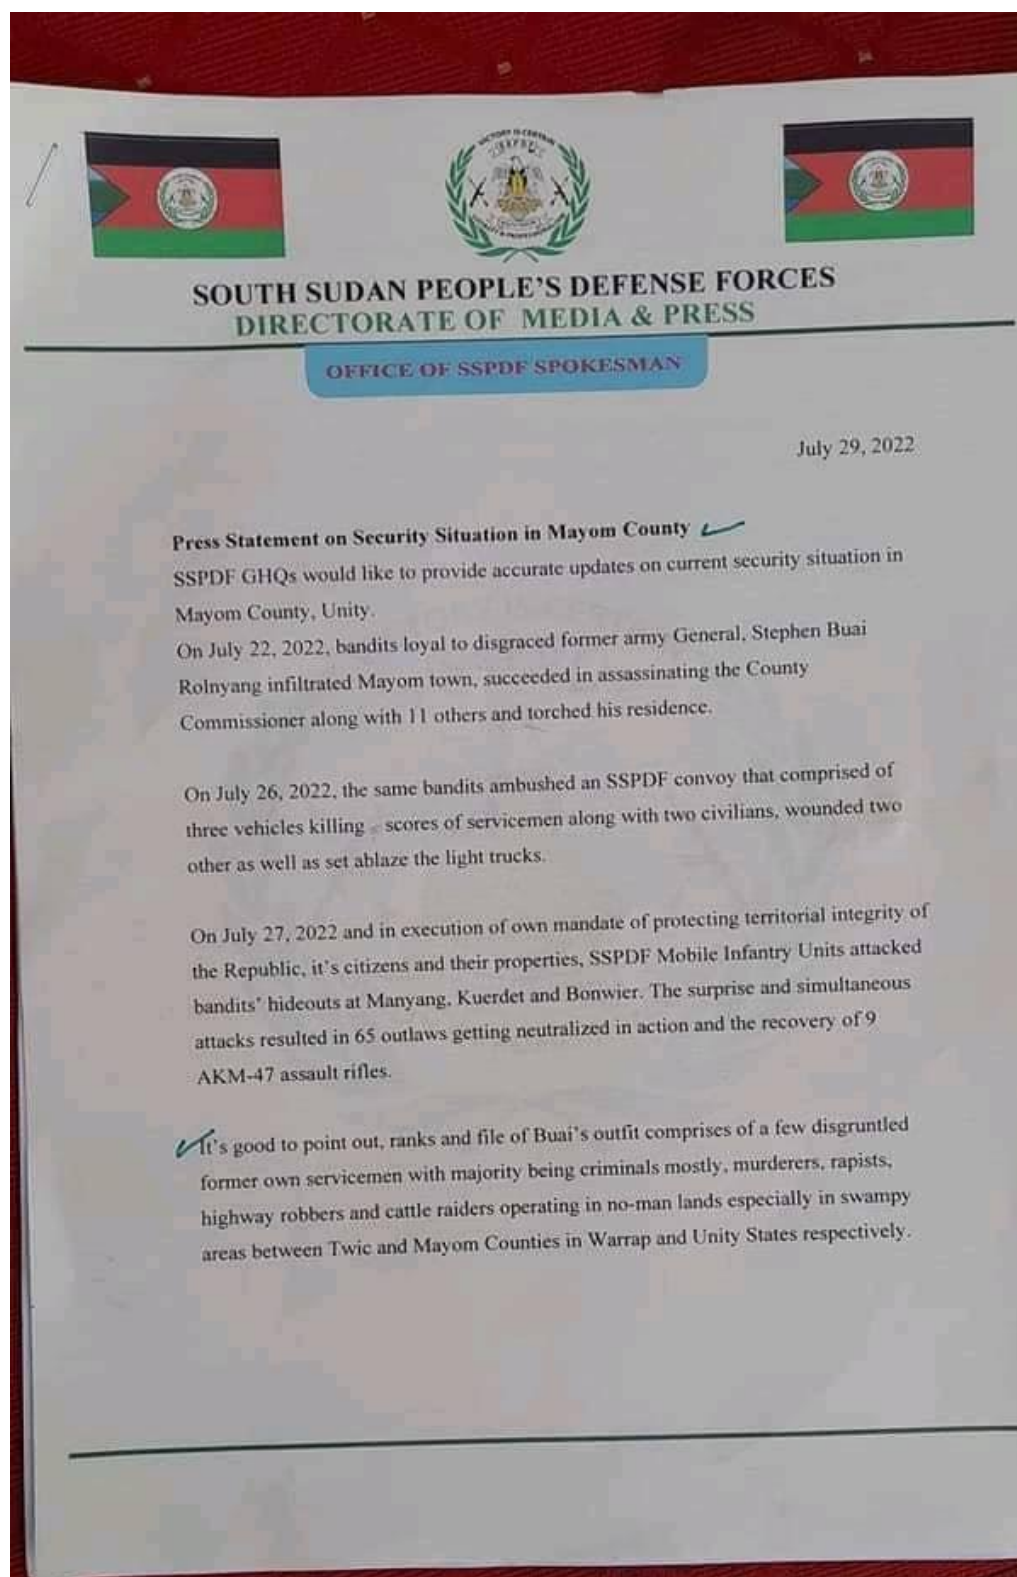 VICTORY IS CERTAIN
SSPDF
SOUTH SUDAN PEOPLE'S DEFENSE FORCES
DIRECTORATE OF MEDIA & PRESS
OFFICE OF SSPDF SPOKESMAN
July 29, 2022
Press Statement on Security Situation in Mayom County
SSPDF GHQs would like to provide accurate updates on current security situation in
Mayom County, Unity.
On July 22, 2022, bandits loyal to disgraced former army General, Stephen Buai
Rolnyang infiltrated Mayom town, succeeded in assassinating the County
Commissioner along with 11 others and torched his residence.
On July 26, 2022, the same bandits ambushed an SSPDF convoy that comprised of
three vehicles killing scores of servicemen along with two civilians, wounded two
other as well as set ablaze the light trucks.
On July 27, 2022 and in execution of own mandate of protecting territorial integrity of
the Republic, it's citizens and their properties, SSPDF Mobile Infantry Units attacked
bandits' hideouts at Manyang, Kuerdet and Bonwier. The surprise and simultaneous
attacks resulted in 65 outlaws getting neutralized in action and the recovery of 9
AKM-47 assault rifles.
It's good to point out, ranks and file of Buai's outfit comprises of a few disgruntled
former own servicemen with majority being criminals mostly, murderers, rapists,
highway robbers and cattle raiders operating in no-man lands especially in swampy
areas between Twic and Mayom Counties in Warrap and Unity States respectively.